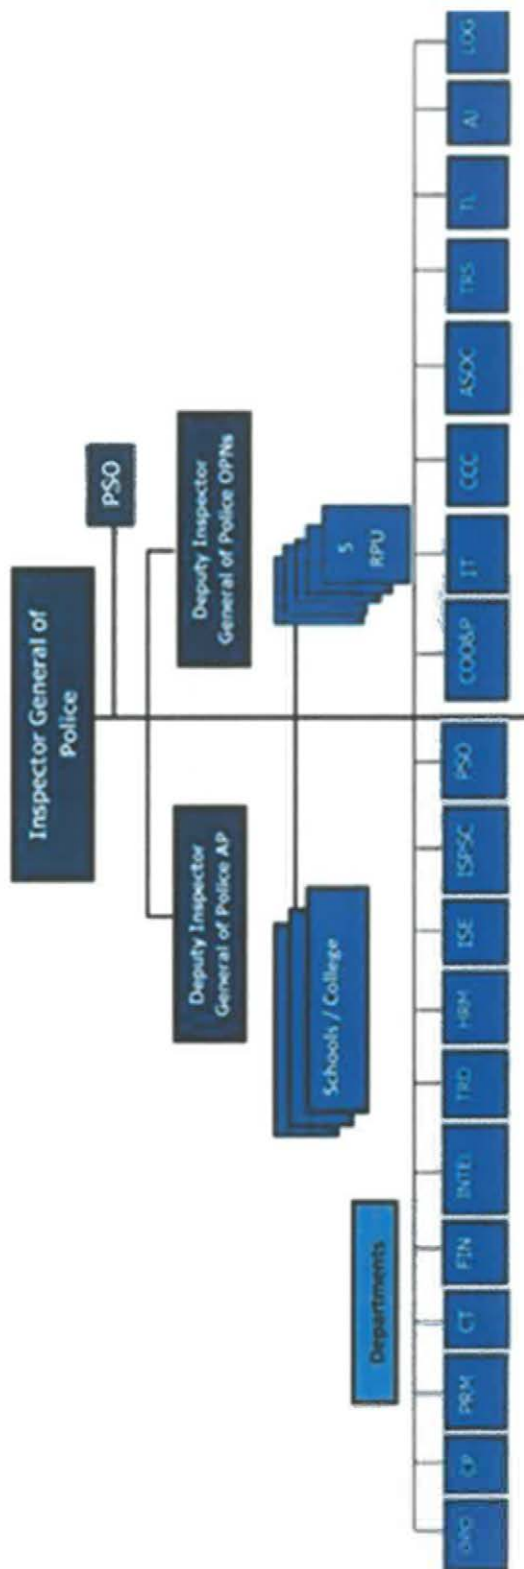 Inspector General of
Police
PSO
Deputy Inspector
General of Police AP
Deputy Inspector
General of Police OPNs
Schools / College
5
RPU
Departments
CP
PRM
CT
FIN
INTEL
TRD
HRM
ISE
ISPSC
PSO
COO&P
IT
CCC
ASOC
TRS
TL
AJ
LOG